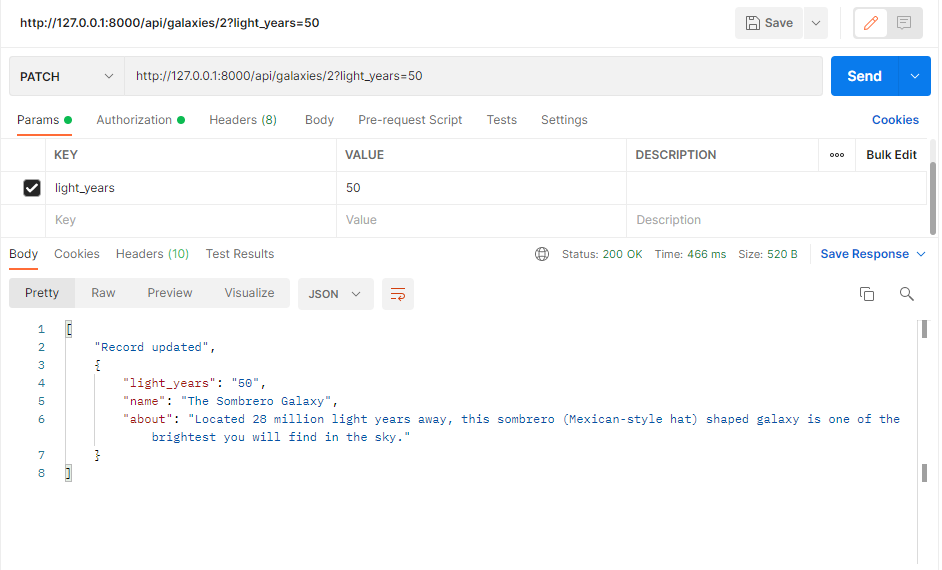 http://127.0.0.1:8000/api/galaxies/2?light_years=50
Save
PATCH
http://127.0.0.1:8000/api/galaxies/2?light_years=50
Send
Params Authorization Headers (8) Body Pre-request Script Tests Settings Cookies
KEY VALUE DESCRIPTION ooo Bulk Edit
light_years 50
Key Value Description
Body Cookies Headers (10) Test Results Status: 200 OK Time: 466 ms Size: 520 B Save Response
Pretty Raw Preview Visualize JSON
1 [
2 "Record updated",
3 {
4 "light_years": "50",
5 "name": "The Sombrero Galaxy",
6 "about": "Located 28 million light years away, this sombrero (Mexican-style hat) shaped galaxy is one of the
brightest you will find in the sky."
7 }
8 ]